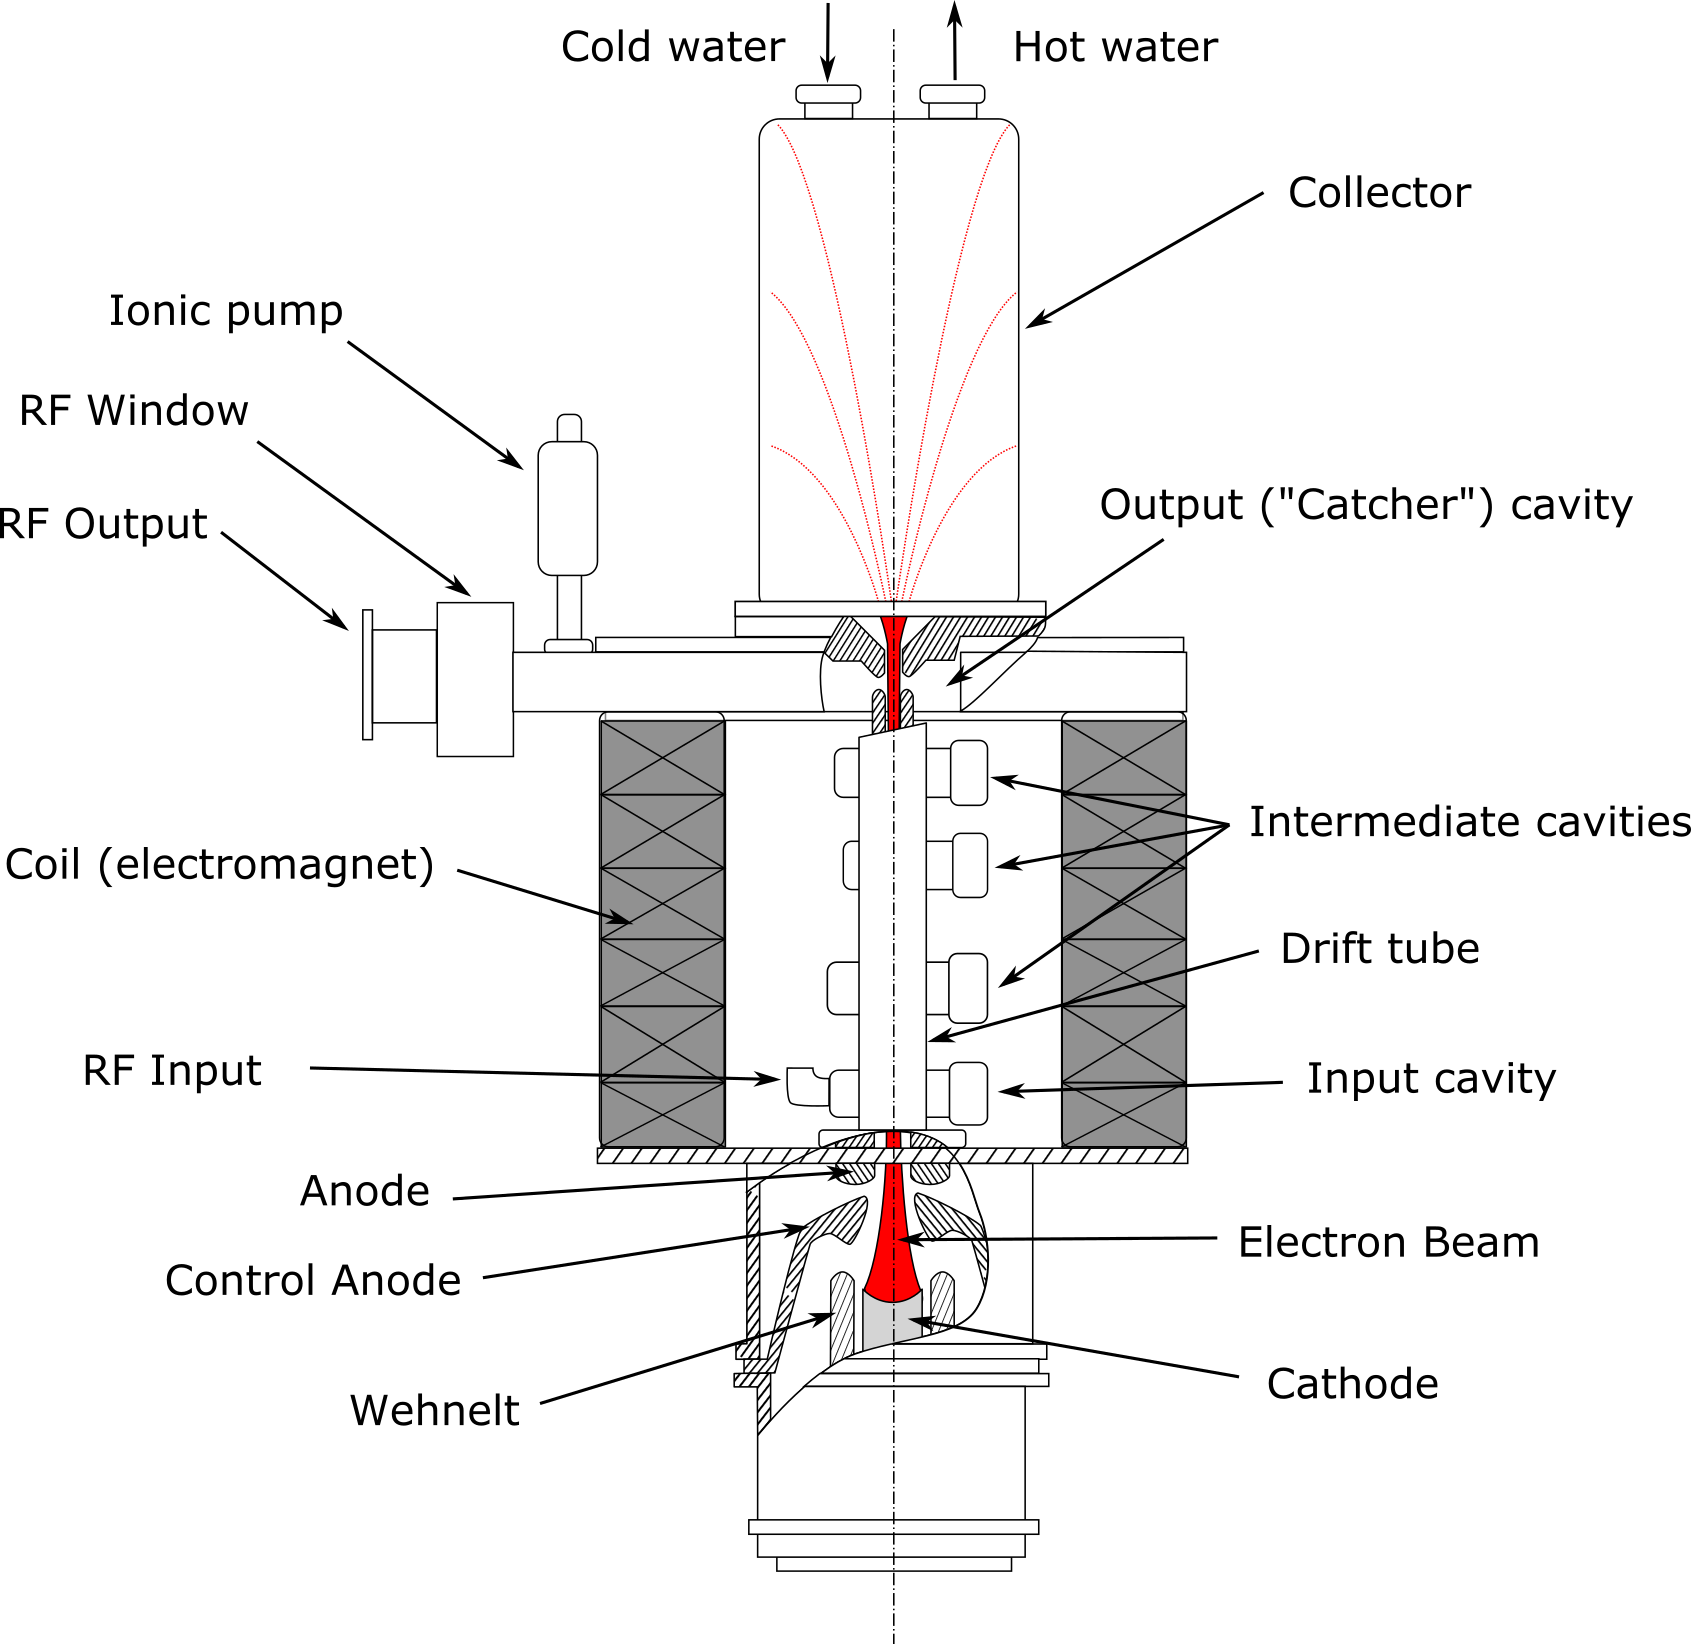 Cold water
Hot water
Collector
Ionic pump
RF Window
Output ("Catcher") cavity
RF Output
Intermediate cavities
Coil (electromagnet)
Drift tube
RF Input
Input cavity
Anode
Electron Beam
Control Anode
Cathode
Wehnelt